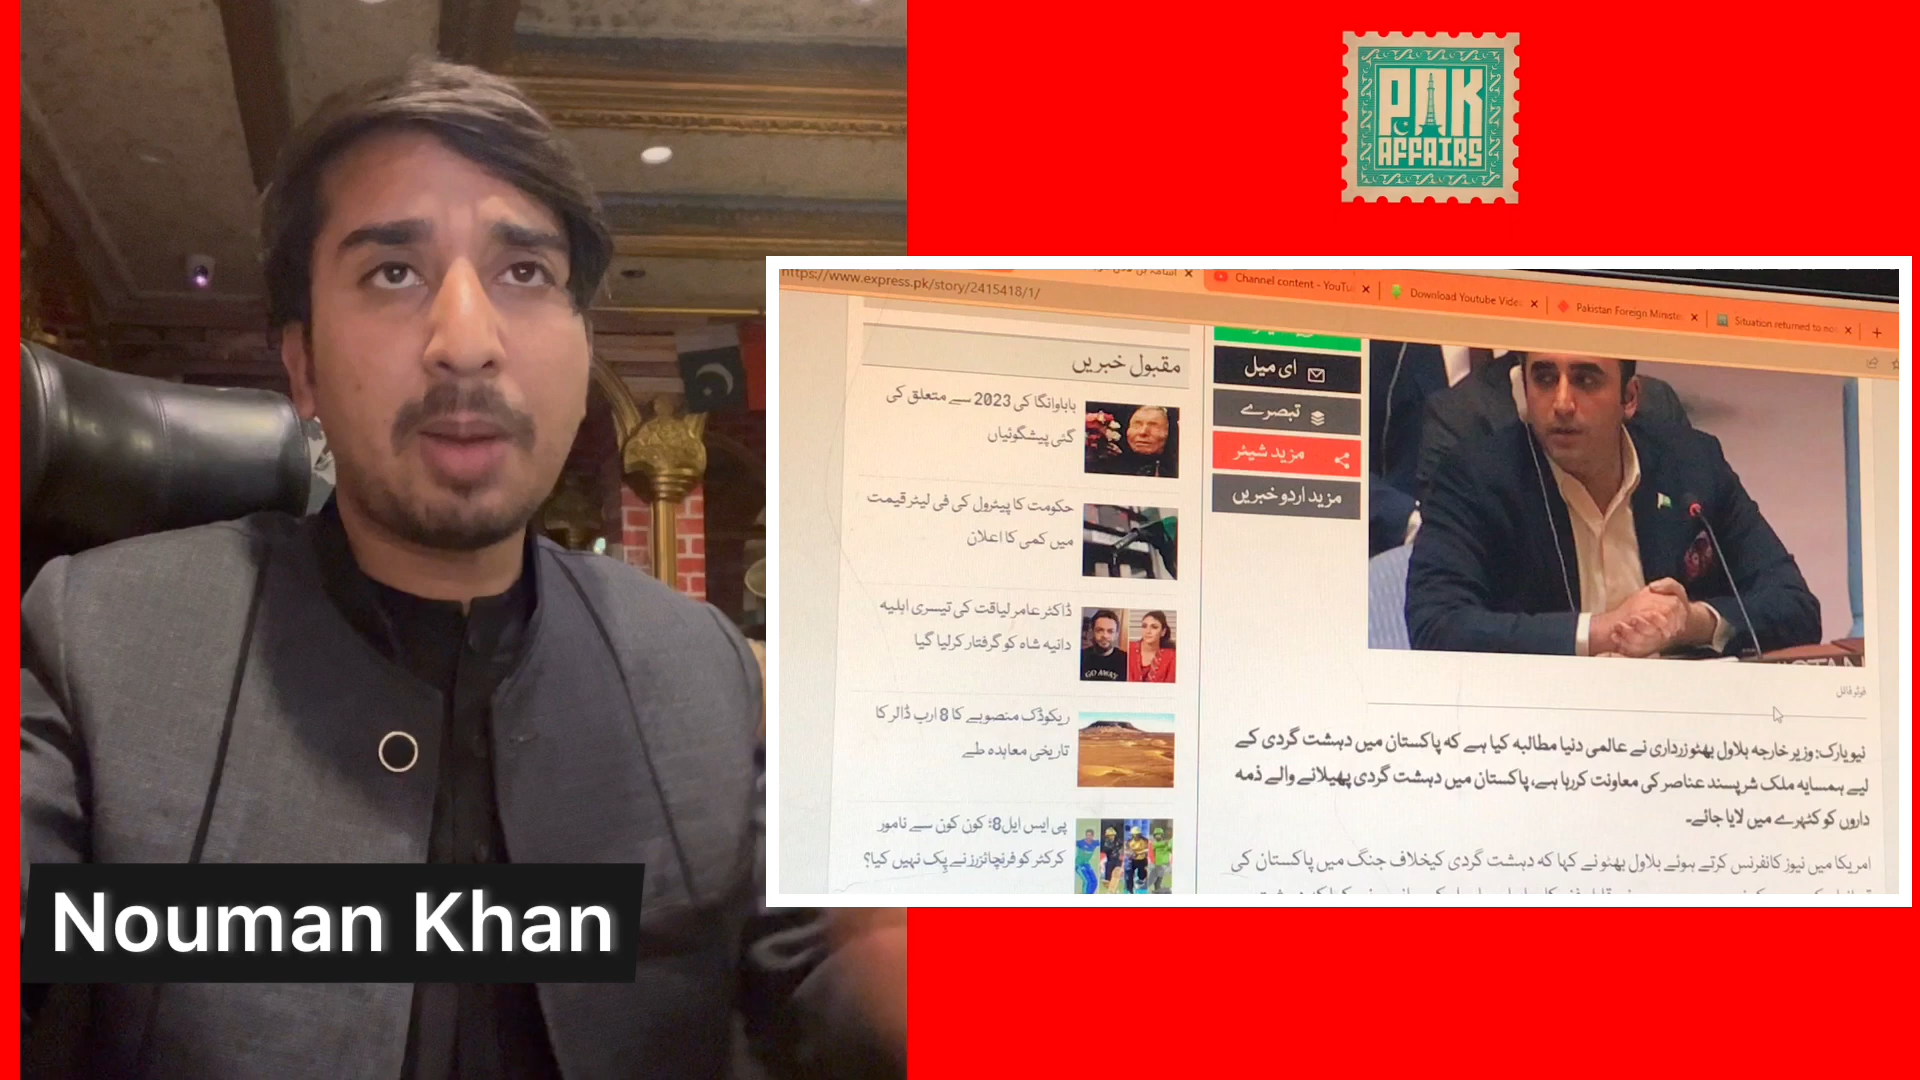 PAK
AFFAIRS
https://www.express.pk/story/2415418/1/
Channel content - YouTu
Download Youtube Vide
Pakistan Foreign Ministe
Situation returned to no
مقبول خبریں
باباوانگا کی 2023 سے متعلق کی
گئی پیشگوئیاں
حکومت کا پیٹرول کی فی لیٹر قیمت
میں کمی کا اعلان
ڈاکٹر عامر لیاقت کی تیسری اہلیہ
دانیہ شاہ کو گرفتار کرلیا گیا
GO AWAY
ریکوڈک منصوبے کا 8 ارب ڈالر کا
تاریخی معاہدہ طے
پی ایس ایل8؛ کون کون سے نامور
کرکٹر کو فرنچائزرز نے پِک نہیں کیا؟
ای میل
تبصرے
مزید شیئر
مزید اردو خبریں
فوٹو فائل
نیویارک: وزیر خارجہ بلاول بھٹو زرداری نے عالمی دنیا مطالبہ کیا ہے کہ پاکستان میں دہشت گردی کے
لیے ہمسایہ ملک شرپسند عناصر کی معاونت کررہا ہے، پاکستان میں دہشت گردی پھیلانے والے ذمہ
داروں کو کٹہرے میں لایا جائے۔
امریکا میں نیوز کانفرنس کرتے ہوئے بلاول بھٹو نے کہا کہ دہشت گردی کیخلاف جنگ میں پاکستان کی
Nouman Khan